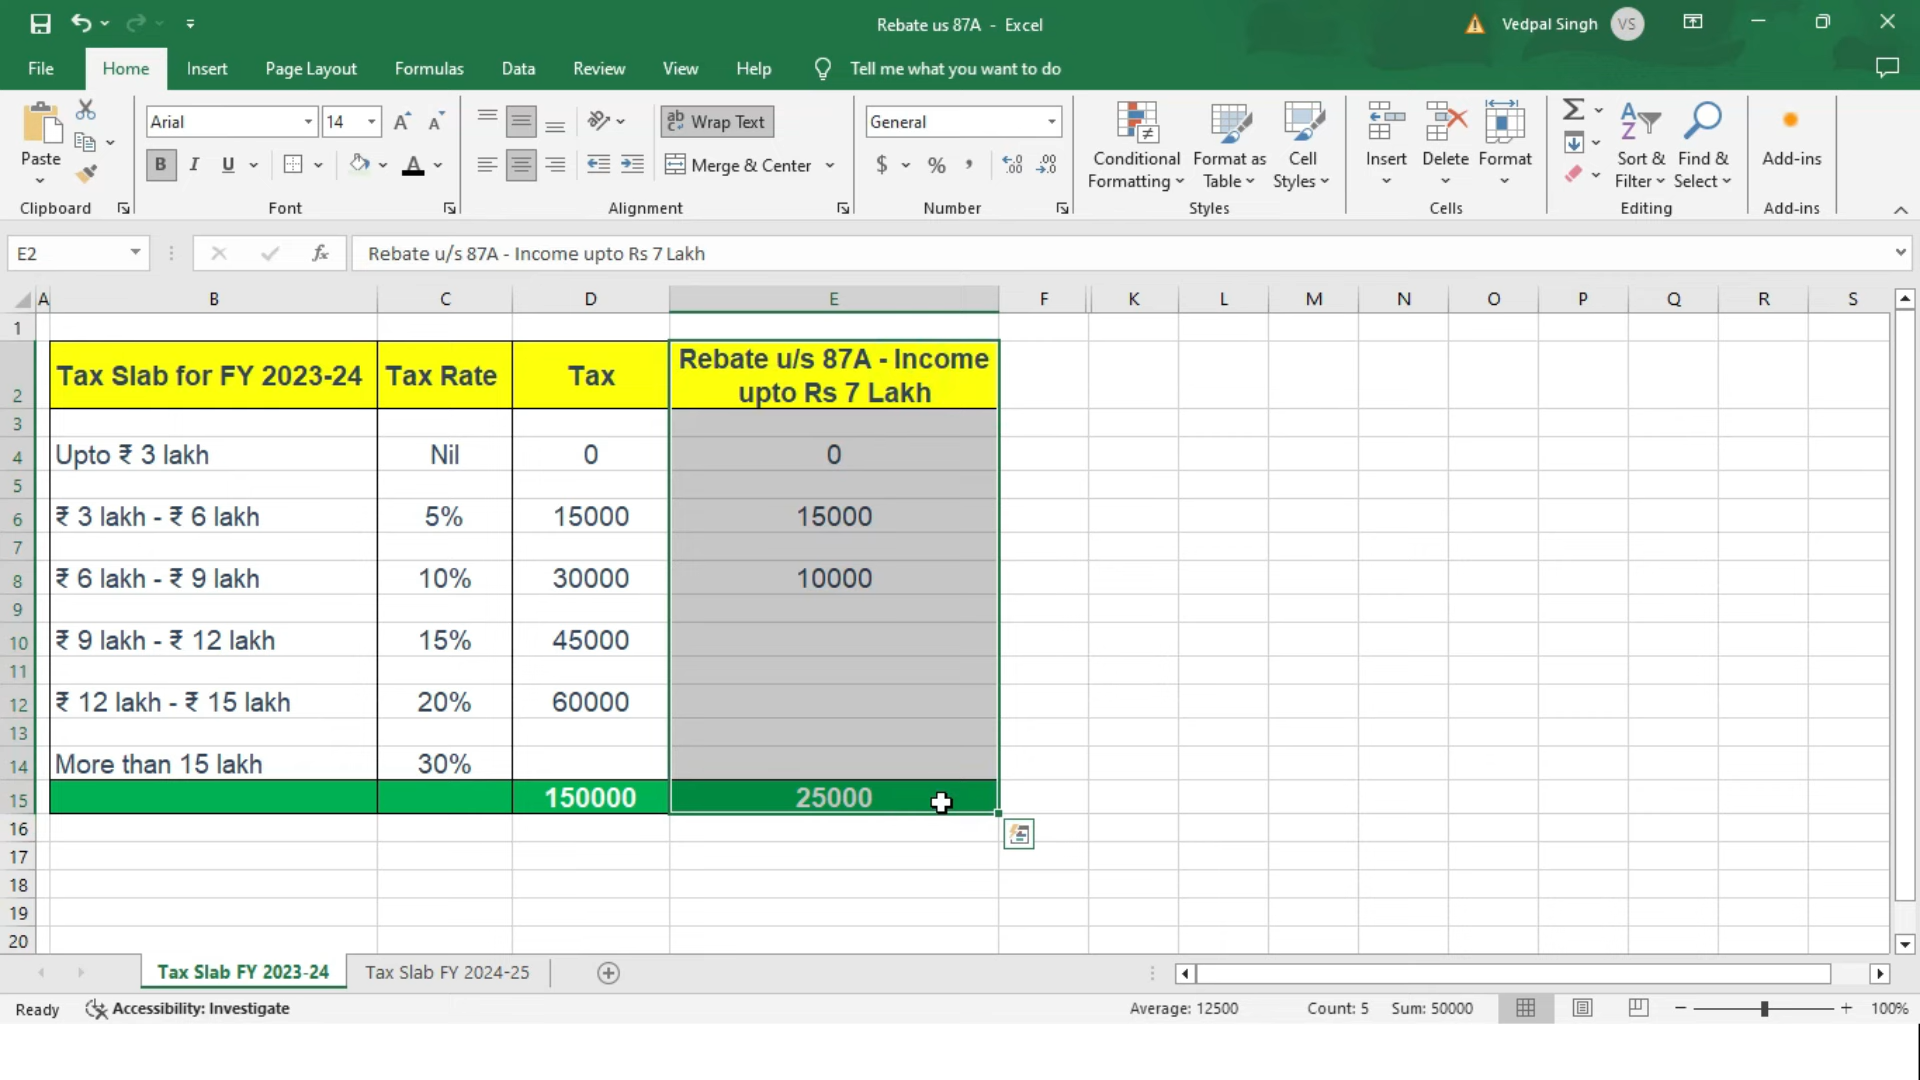 Rebate us 87A - Excel
Vedpal Singh
VS
File
Home
Insert
Page Layout
Formulas
Data
Review
View
Help
Tell me what you want to do
Paste
Clipboard
Arial
14
B I U
Font
ab Wrap Text
Merge & Center
Alignment
General
$ % ,
Number
Conditional Formatting
Format as Table
Cell Styles
Styles
Insert
Delete
Format
Cells
Sort & Filter
Find & Select
Editing
Add-ins
Add-ins
E2
fx
Rebate u/s 87A - Income upto Rs 7 Lakh
A B C D E F K L M N O P Q R S
1
2 Tax Slab for FY 2023-24 Tax Rate Tax Rebate u/s 87A - Income upto Rs 7 Lakh
3
4 Upto ₹ 3 lakh Nil 0 0
5
6 ₹ 3 lakh - ₹ 6 lakh 5% 15000 15000
7
8 ₹ 6 lakh - ₹ 9 lakh 10% 30000 10000
9
10 ₹ 9 lakh - ₹ 12 lakh 15% 45000
11
12 ₹ 12 lakh - ₹ 15 lakh 20% 60000
13
14 More than 15 lakh 30%
15 150000 25000
16
17
18
19
20
Tax Slab FY 2023-24
Tax Slab FY 2024-25
Ready
Accessibility: Investigate
Average: 12500
Count: 5
Sum: 50000
100%